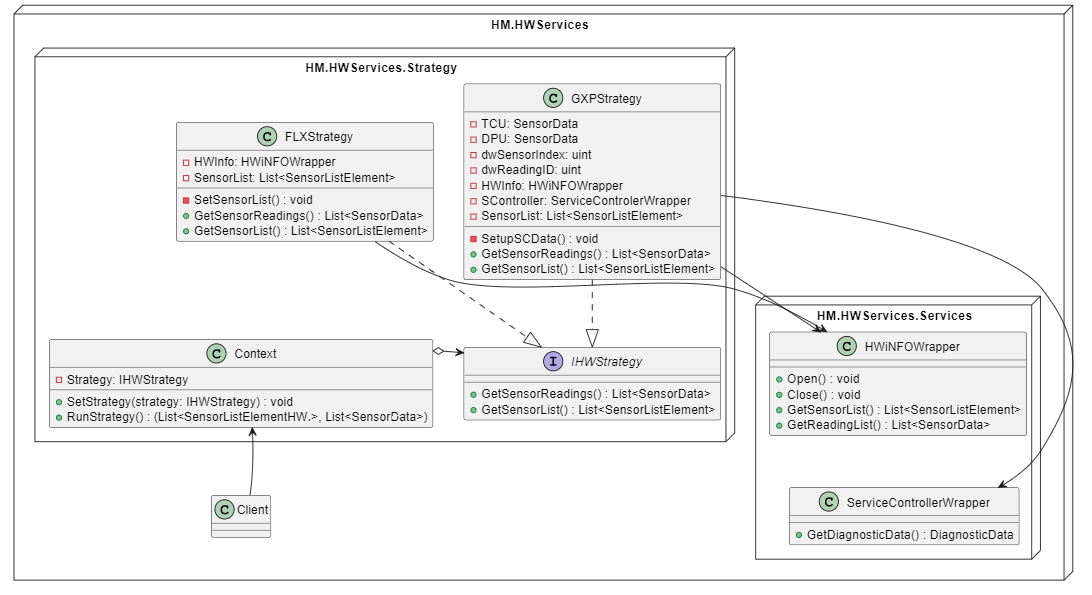 HM.HWServices
HM.HWServices.Strategy
C FLXStrategy
HWInfo: HWiNFOWrapper
SensorList: List<SensorListElement>
SetSensorList() : void
GetSensorReadings() : List<SensorData>
GetSensorList() : List<SensorListElement>
C GXPStrategy
TCU: SensorData
DPU: SensorData
dwSensorIndex: uint
dwReadingID: uint
HWInfo: HWiNFOWrapper
SController: ServiceControlerWrapper
SensorList: List<SensorListElement>
SetupSCData() : void
GetSensorReadings() : List<SensorData>
GetSensorList() : List<SensorListElement>
C Context
Strategy: IHWStrategy
SetStrategy(strategy: IHWStrategy) : void
RunStrategy() : (List<SensorListElementHW.>, List<SensorData>)
I IHWStrategy
GetSensorReadings() : List<SensorData>
GetSensorList() : List<SensorListElement>
HM.HWServices.Services
C HWiNFOWrapper
Open() : void
Close() : void
GetSensorList() : List<SensorListElement>
GetReadingList() : List<SensorData>
C ServiceControllerWrapper
GetDiagnosticData() : DiagnosticData
C Client